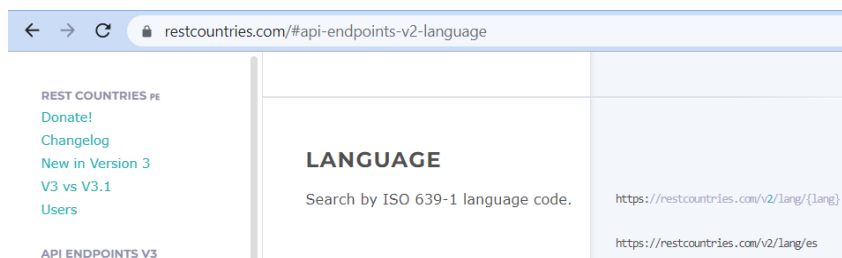 restcountries.com/#api-endpoints-v2-language
REST COUNTRIES PE
Donate!
Changelog
New in Version 3
V3 vs V3.1
Users
API ENDPOINTS V3
LANGUAGE
Search by ISO 639-1 language code.
https://restcountries.com/v2/lang/{lang}
https://restcountries.com/v2/lang/es